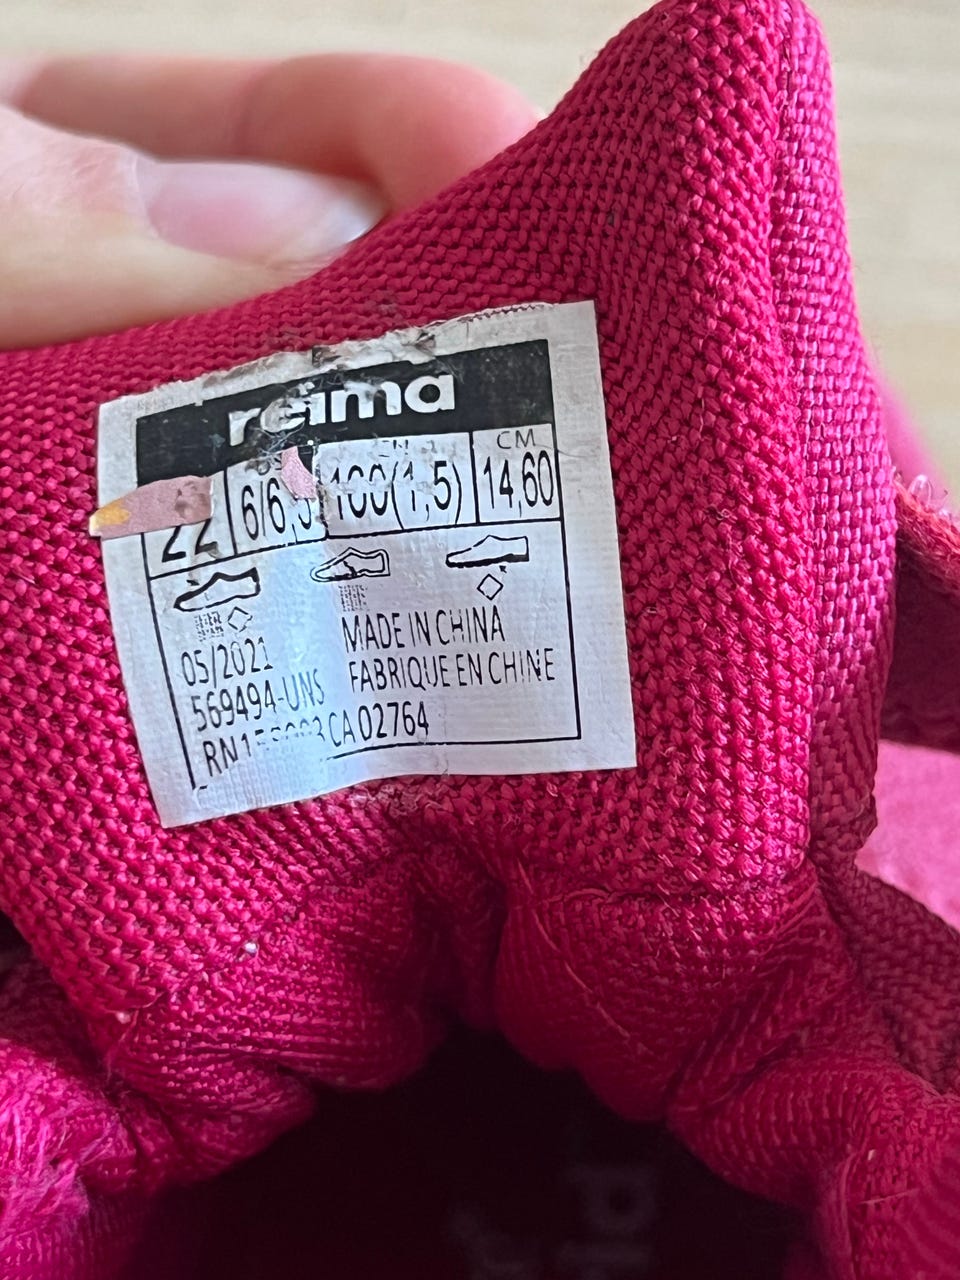 reima
CM
22 6/6,5 160(1,5) 14,60
05/2021 MADE IN CHINA
569494-UNS FABRIQUE EN CHINE
CA 02764